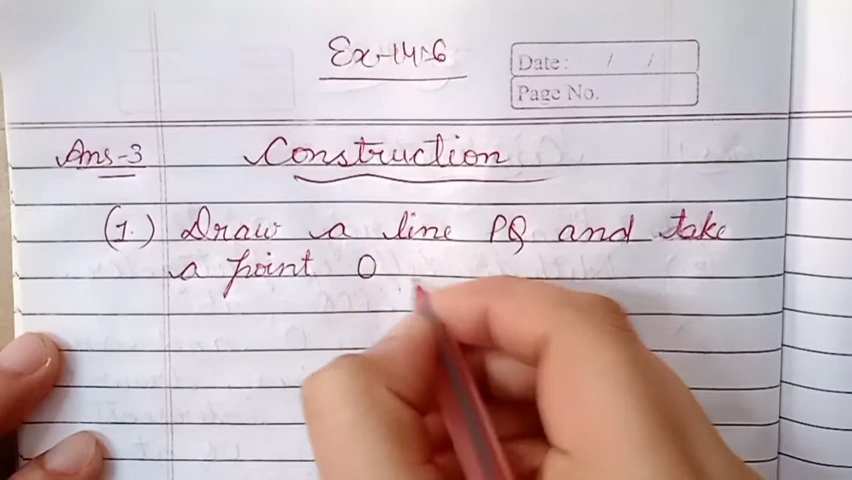 Ex-14.6
Date: / /
Page No.
Ans-3 Construction
(1.) Draw a line PQ and take
a point O